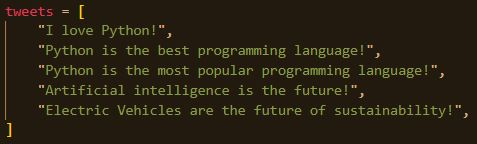 tweets = [
"I love Python!",
"Python is the best programming language!",
"Python is the most popular programming language!",
"Artificial intelligence is the future!",
"Electric Vehicles are the future of sustainability!",
]